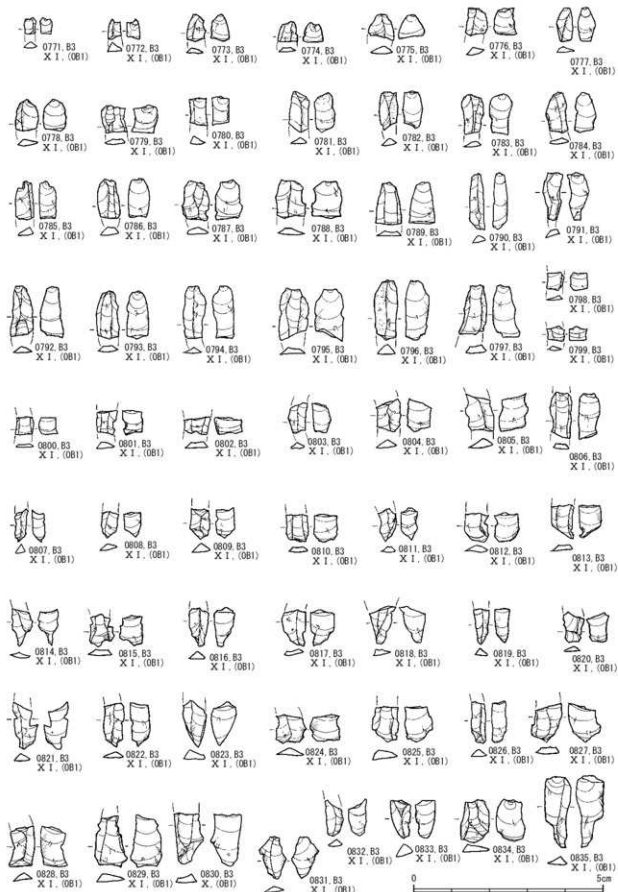 0771, B3
X I, (0B1)
0772, B3
X I, (0B1)
0773, B3
X I, (0B1)
0774, B3
X I, (0B1)
0775, B3
X I, (0B1)
0776, B3
X I, (0B1)
0777, B3
X I, (0B1)
0778, B3
X I, (0B1)
0779, B3
X I, (0B1)
0780, B3
X I, (0B1)
0781, B3
X I, (0B1)
0782, B3
X I, (0B1)
0783, B3
X I, (0B1)
0784, B3
X I, (0B1)
0785, B3
X I, (0B1)
0786, B3
X I, (0B1)
0787, B3
X I, (0B1)
0788, B3
X I, (0B1)
0789, B3
X I, (0B1)
0790, B3
X I, (0B1)
0791, B3
X I, (0B1)
0792, B3
X I, (0B1)
0793, B3
X I, (0B1)
0794, B3
X I, (0B1)
0795, B3
X I, (0B1)
0796, B3
X I, (0B1)
0797, B3
X I, (0B1)
0798, B3
X I, (0B1)
0799, B3
X I, (0B1)
0800, B3
X I, (0B1)
0801, B3
X I, (0B1)
0802, B3
X I, (0B1)
0803, B3
X I, (0B1)
0804, B3
X I, (0B1)
0805, B3
X I, (0B1)
0806, B3
X I, (0B1)
0807, B3
X I, (0B1)
0808, B3
X I, (0B1)
0809, B3
X I, (0B1)
0810, B3
X I, (0B1)
0811, B3
X I, (0B1)
0812, B3
X I, (0B1)
0813, B3
X I, (0B1)
0814, B3
X I, (0B1)
0815, B3
X I, (0B1)
0816, B3
X I, (0B1)
0817, B3
X I, (0B1)
0818, B3
X I, (0B1)
0819, B3
X I, (0B1)
0820, B3
X I, (0B1)
0821, B3
X I, (0B1)
0822, B3
X I, (0B1)
0823, B3
X I, (0B1)
0824, B3
X I, (0B1)
0825, B3
X I, (0B1)
0826, B3
X I, (0B1)
0827, B3
X I, (0B1)
0828, B3
X I, (0B1)
0829, B3
X I, (0B1)
0830, B3
X, (0B1)
0831, B3
X I, (0B1)
0832, B3
X I, (0B1)
0833, B3
X I, (0B1)
0834, B3
X I, (0B1)
0835, B3
X I, (0B1)
0 5cm